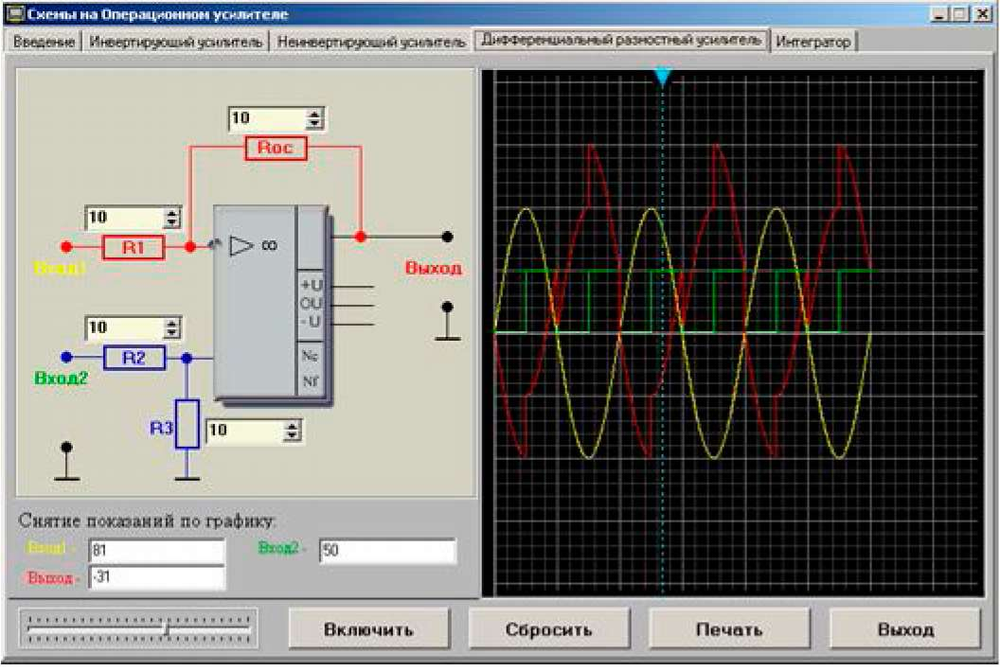 Схемы на Операционном усилителе
Введение Инвертирующий усилитель Неинвертирующий усилитель Дифференциальный разностный усилитель Интегратор
10
Rос
10
R1
Вход1
▷ ∞
Выход
+U
0U
-U
10
R2
Вход2
Nc
Nf
R3
10
Снятие показаний по графику:
Вход1 - 81 Вход2 - 50
Выход - -31
Включить Сбросить Печать Выход